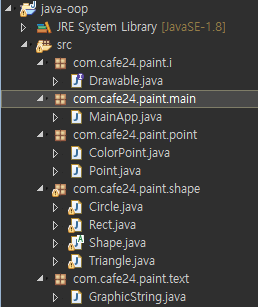 java-oop
JRE System Library [JavaSE-1.8]
src
com.cafe24.paint.i
Drawable.java
com.cafe24.paint.main
MainApp.java
com.cafe24.paint.point
ColorPoint.java
Point.java
com.cafe24.paint.shape
Circle.java
Rect.java
Shape.java
Triangle.java
com.cafe24.paint.text
GraphicString.java